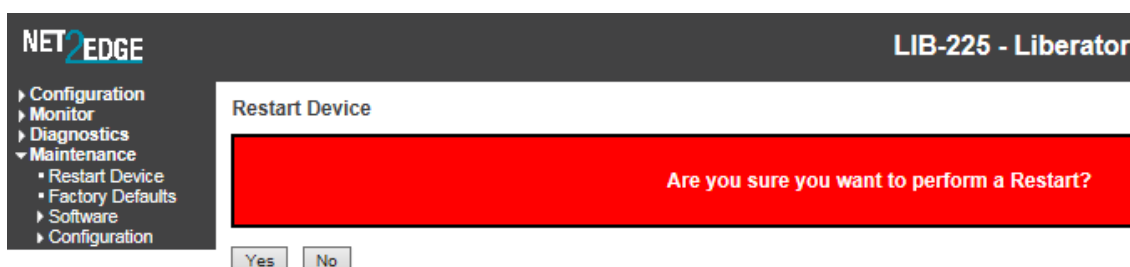 NET2EDGE
LIB-225 - Liberator
Configuration
Monitor
Diagnostics
Maintenance
Restart Device
Factory Defaults
Software
Configuration
Restart Device
Are you sure you want to perform a Restart?
Yes No